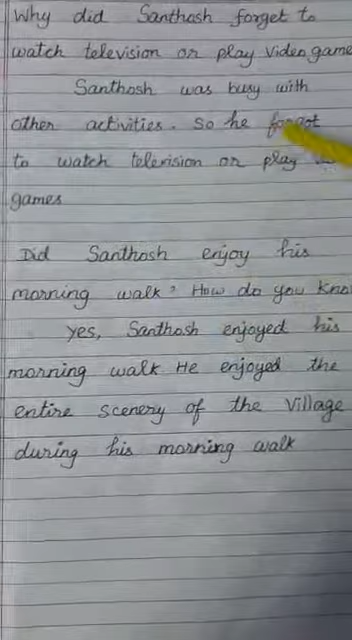 Why did Santhosh forget to
watch television or play video game
Santhosh was busy with
other activities. So he forgot
to watch television or play
games
Did Santhosh enjoy his
morning walk? How do you
yes, Santhosh enjoyed his
morning walk He enjoyed the
entire scenery of the Village
during his morning walk